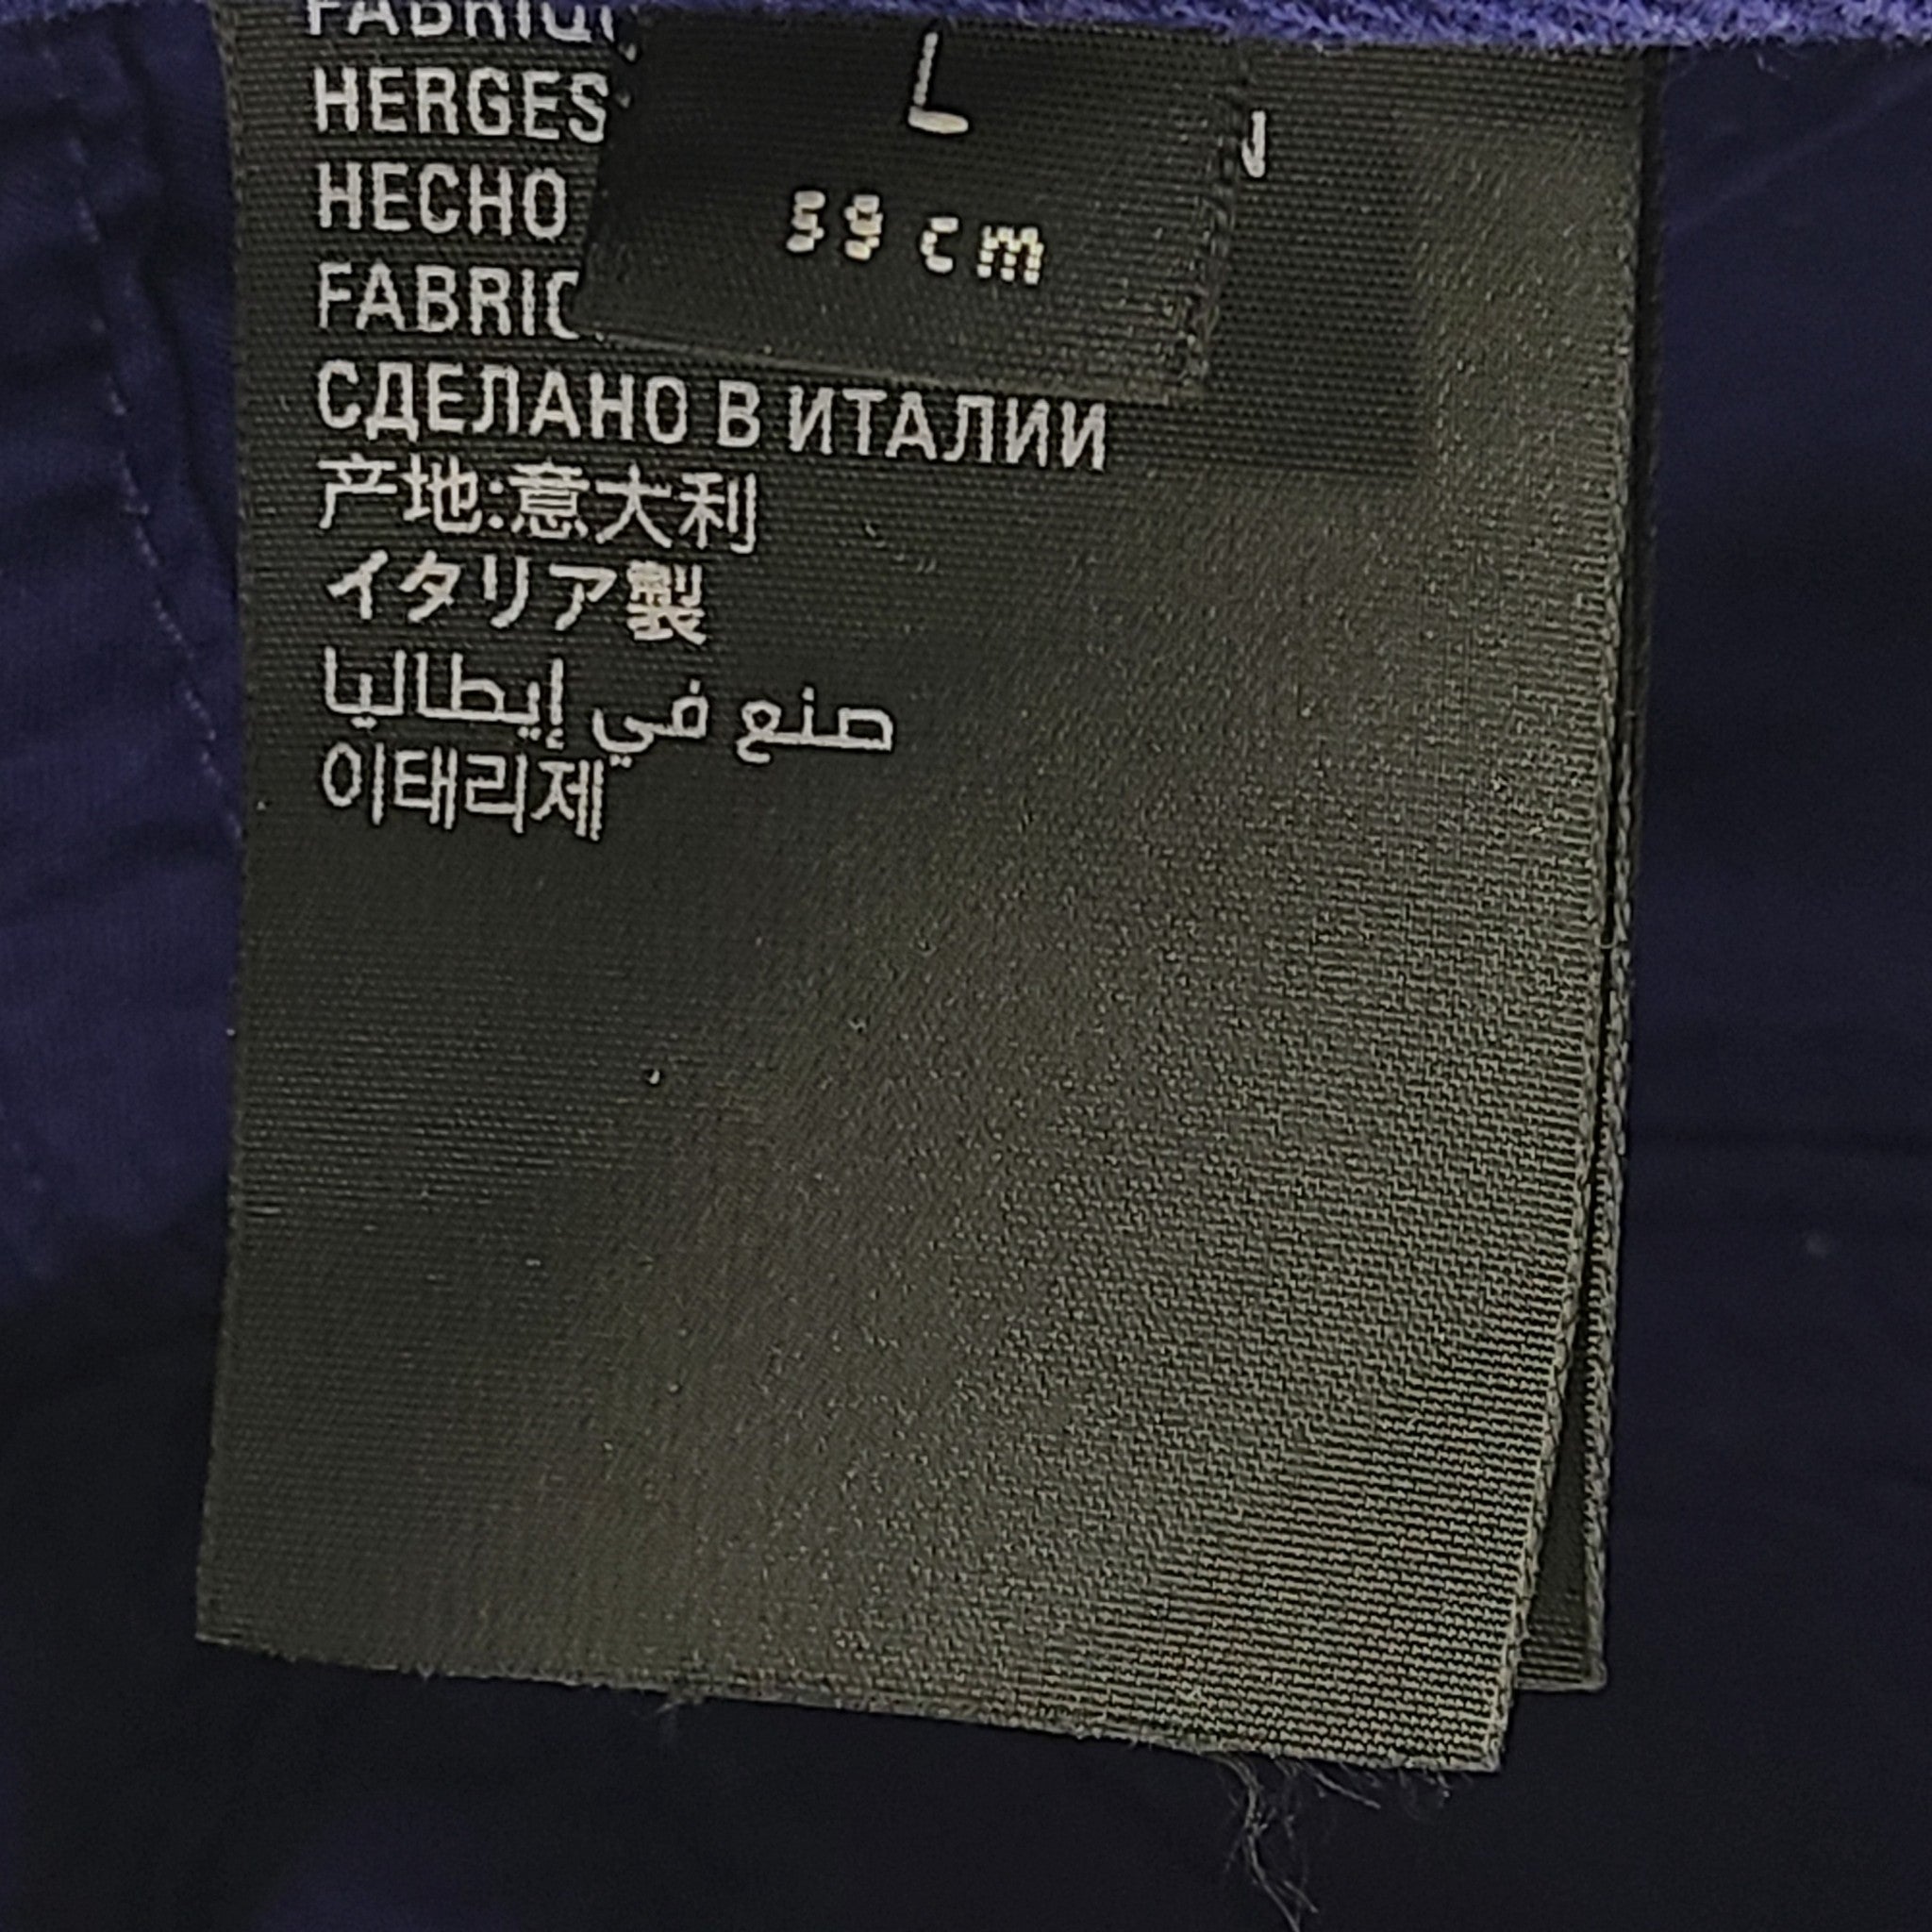 HERGES
HECHO
L
59 cm
СДЕЛАНО В ИТАЛИИ
产地:意大利
イタリア製
صنع في إيطاليا
이태리제